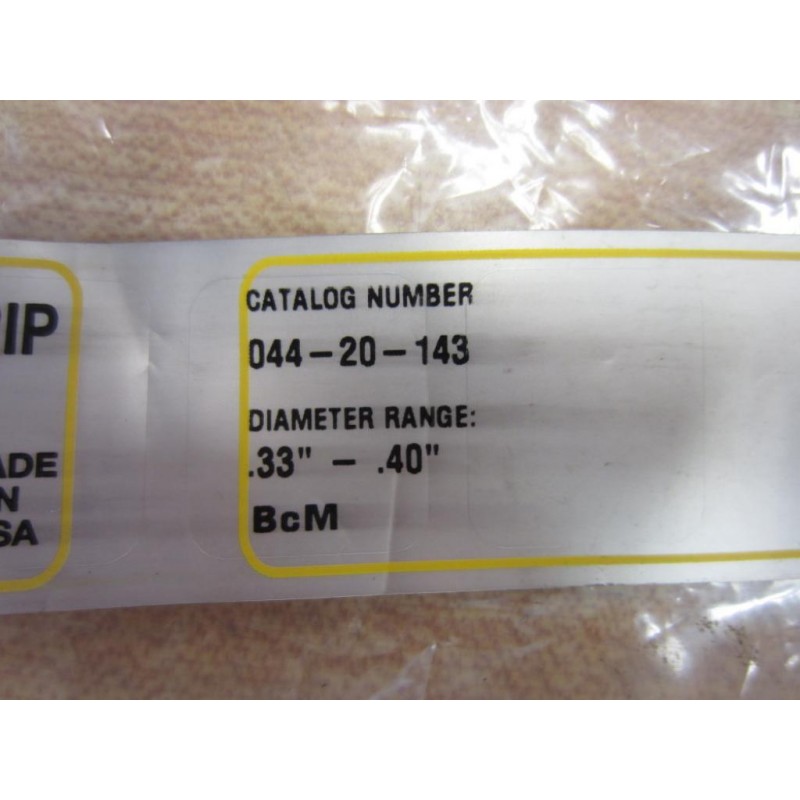 IP
ADE
N
SA
CATALOG NUMBER
044-20-143
DIAMETER RANGE:
.33" - .40"
BcM